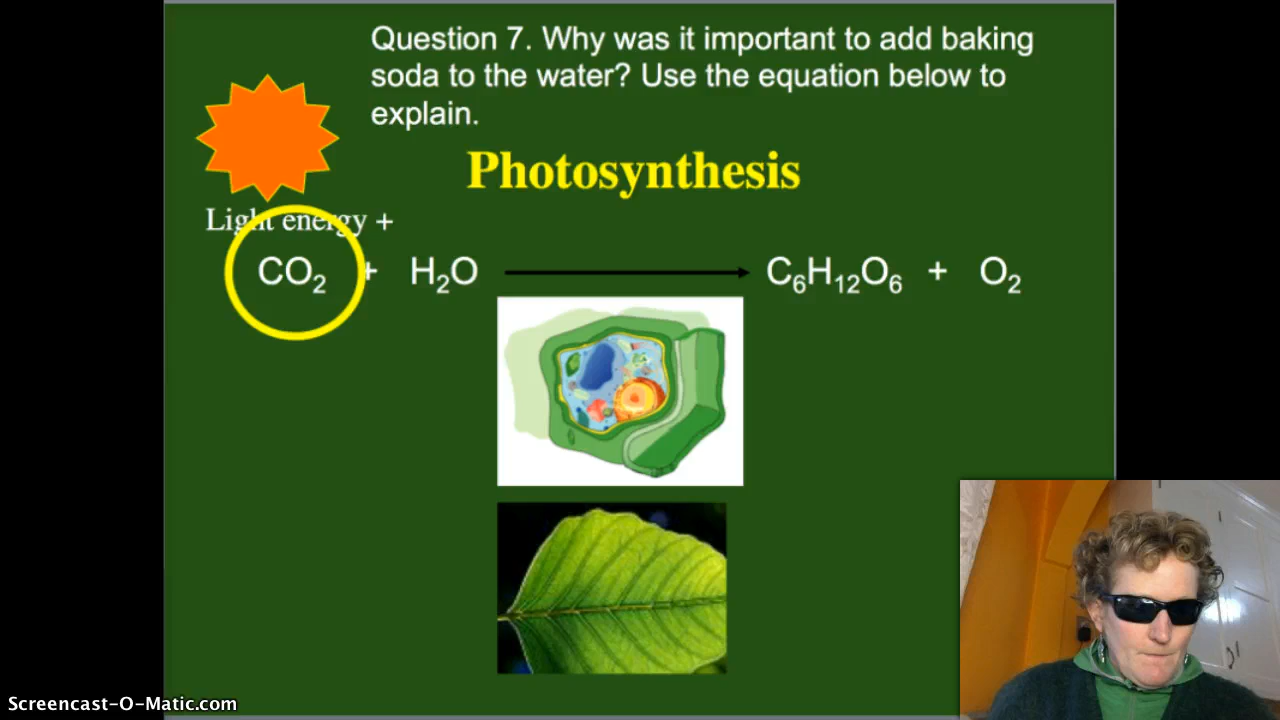 Question 7. Why was it important to add baking
soda to the water? Use the equation below to
explain.
Photosynthesis
Light energy +
CO₂ + H₂O → C₆H₁₂O₆ + O₂
Screencast-O-Matic.com